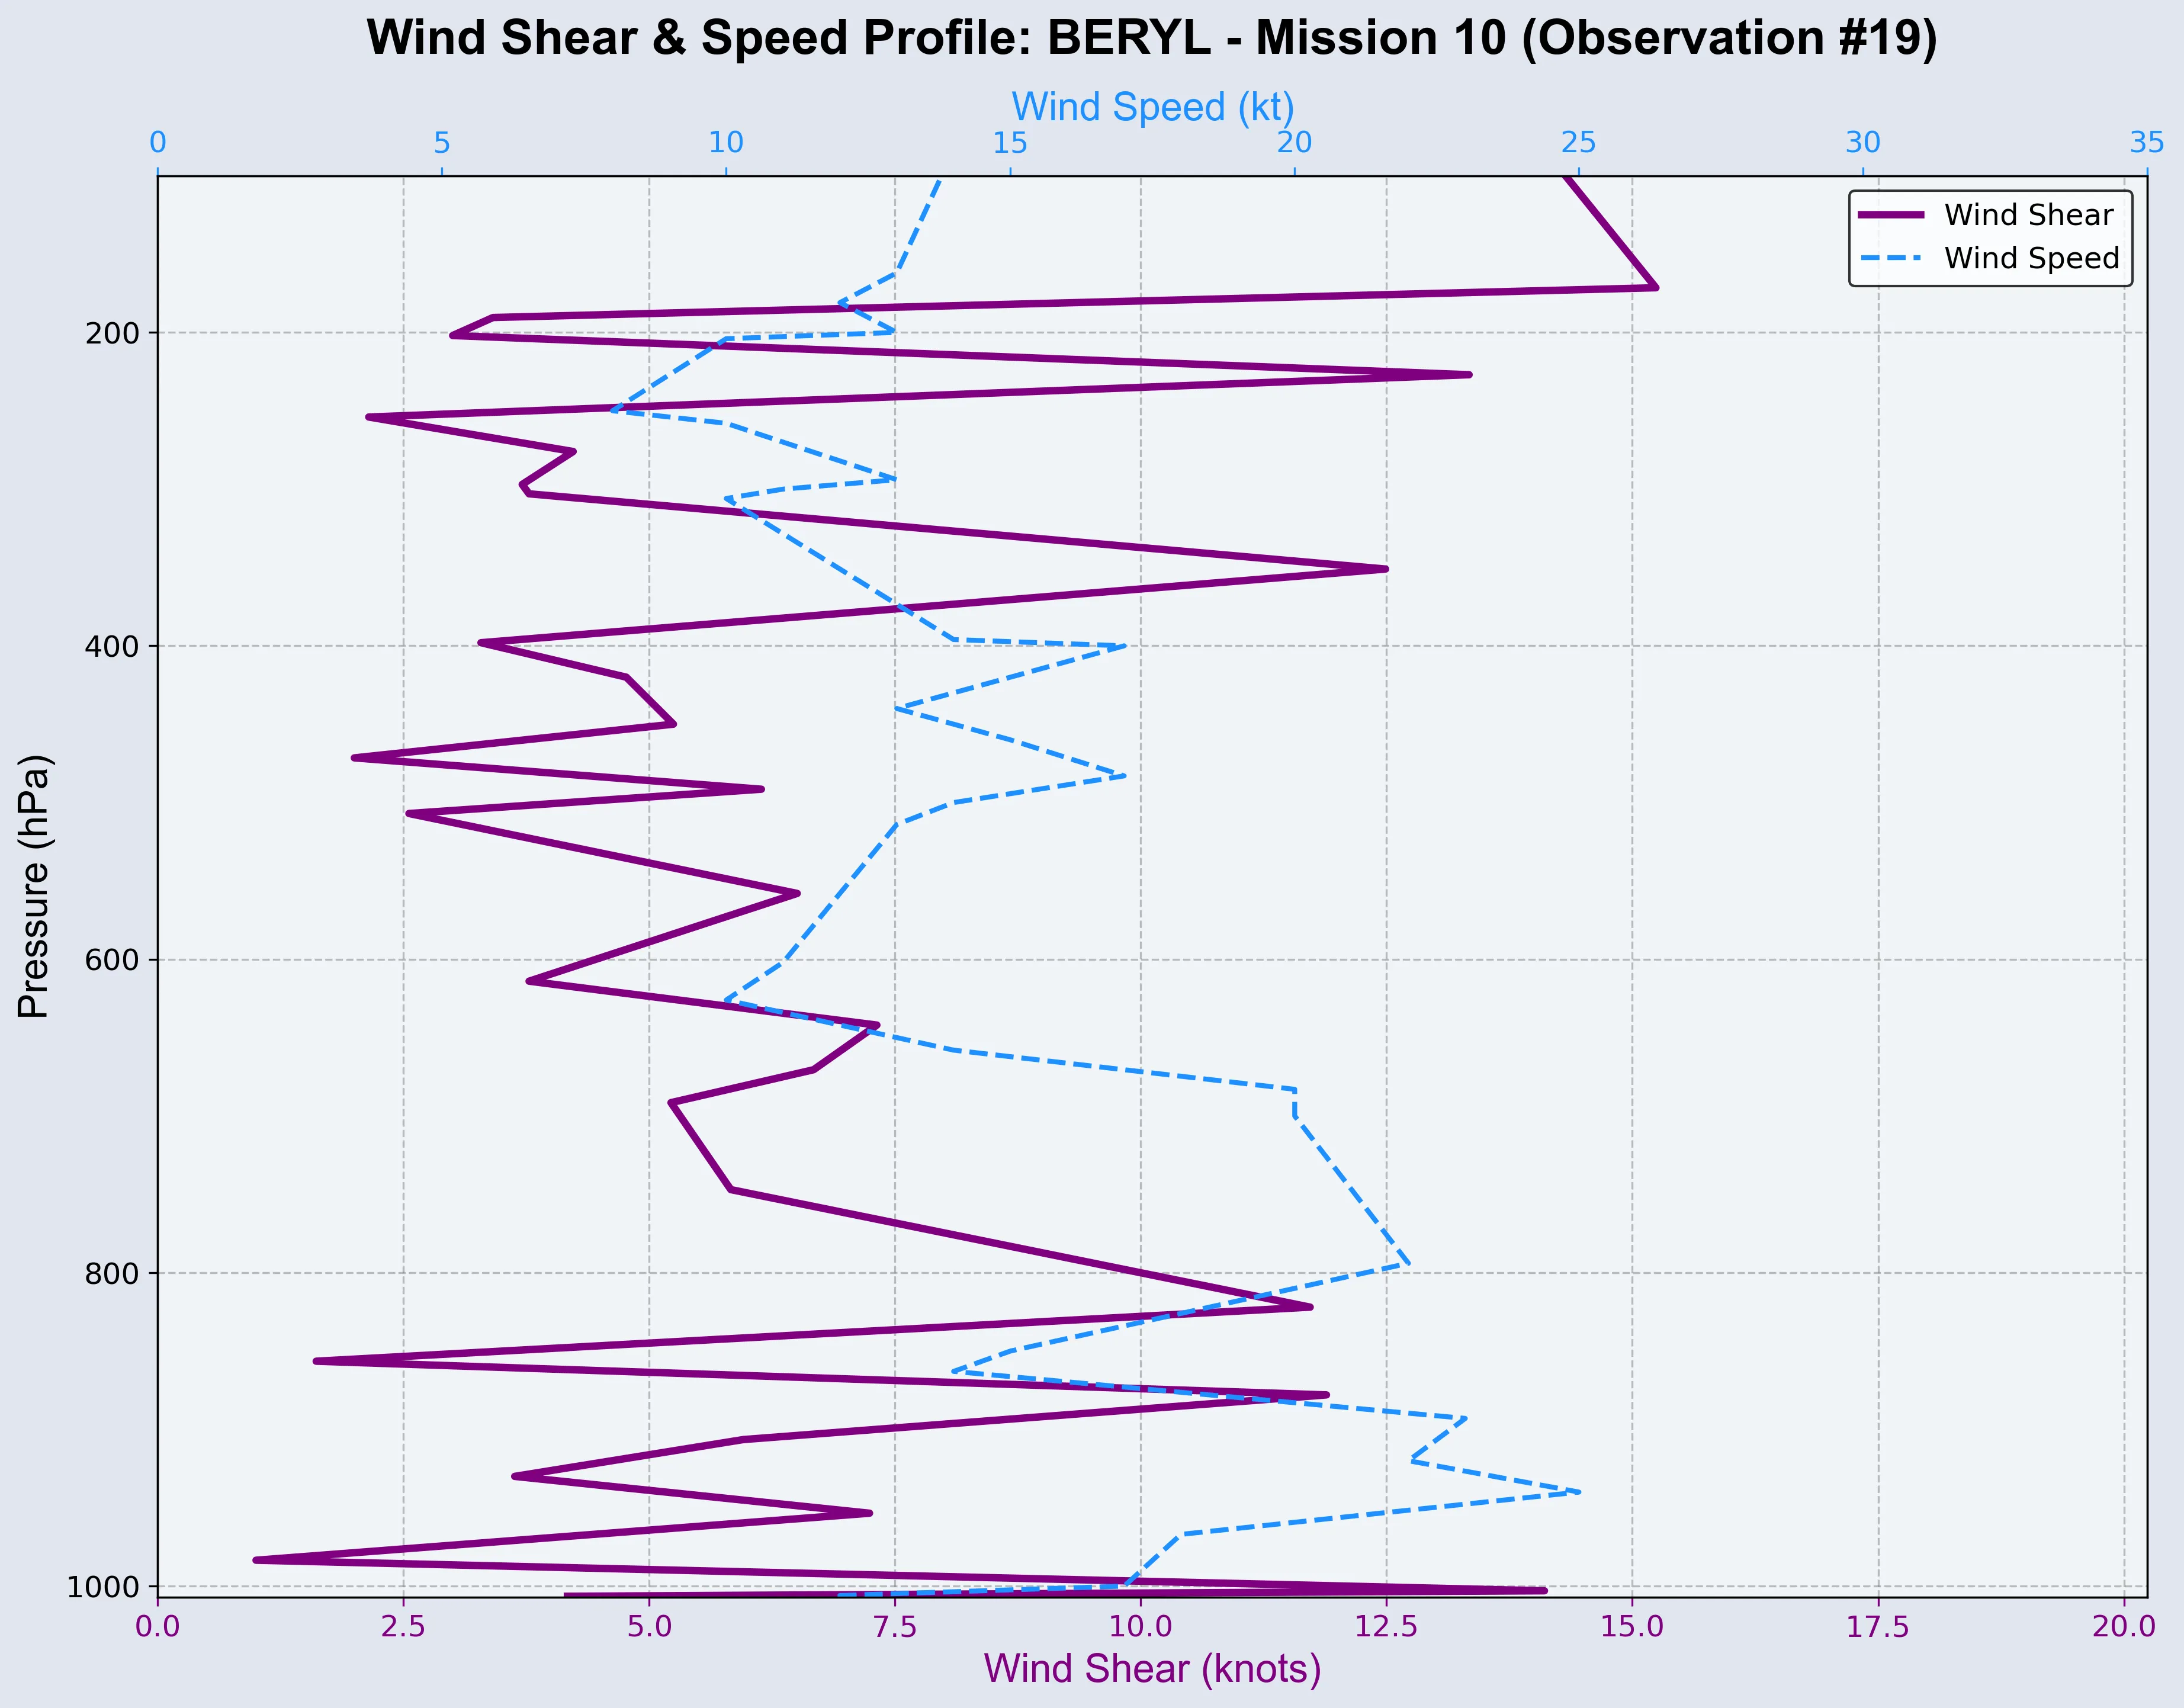 Wind Shear & Speed Profile: BERYL - Mission 10 (Observation #19)
Wind Speed (kt)
0 5 10 15 20 25 30 35
Wind Shear
Wind Speed
200
400
600
800
1000
Pressure (hPa)
0.0 2.5 5.0 7.5 10.0 12.5 15.0 17.5 20.0
Wind Shear (knots)